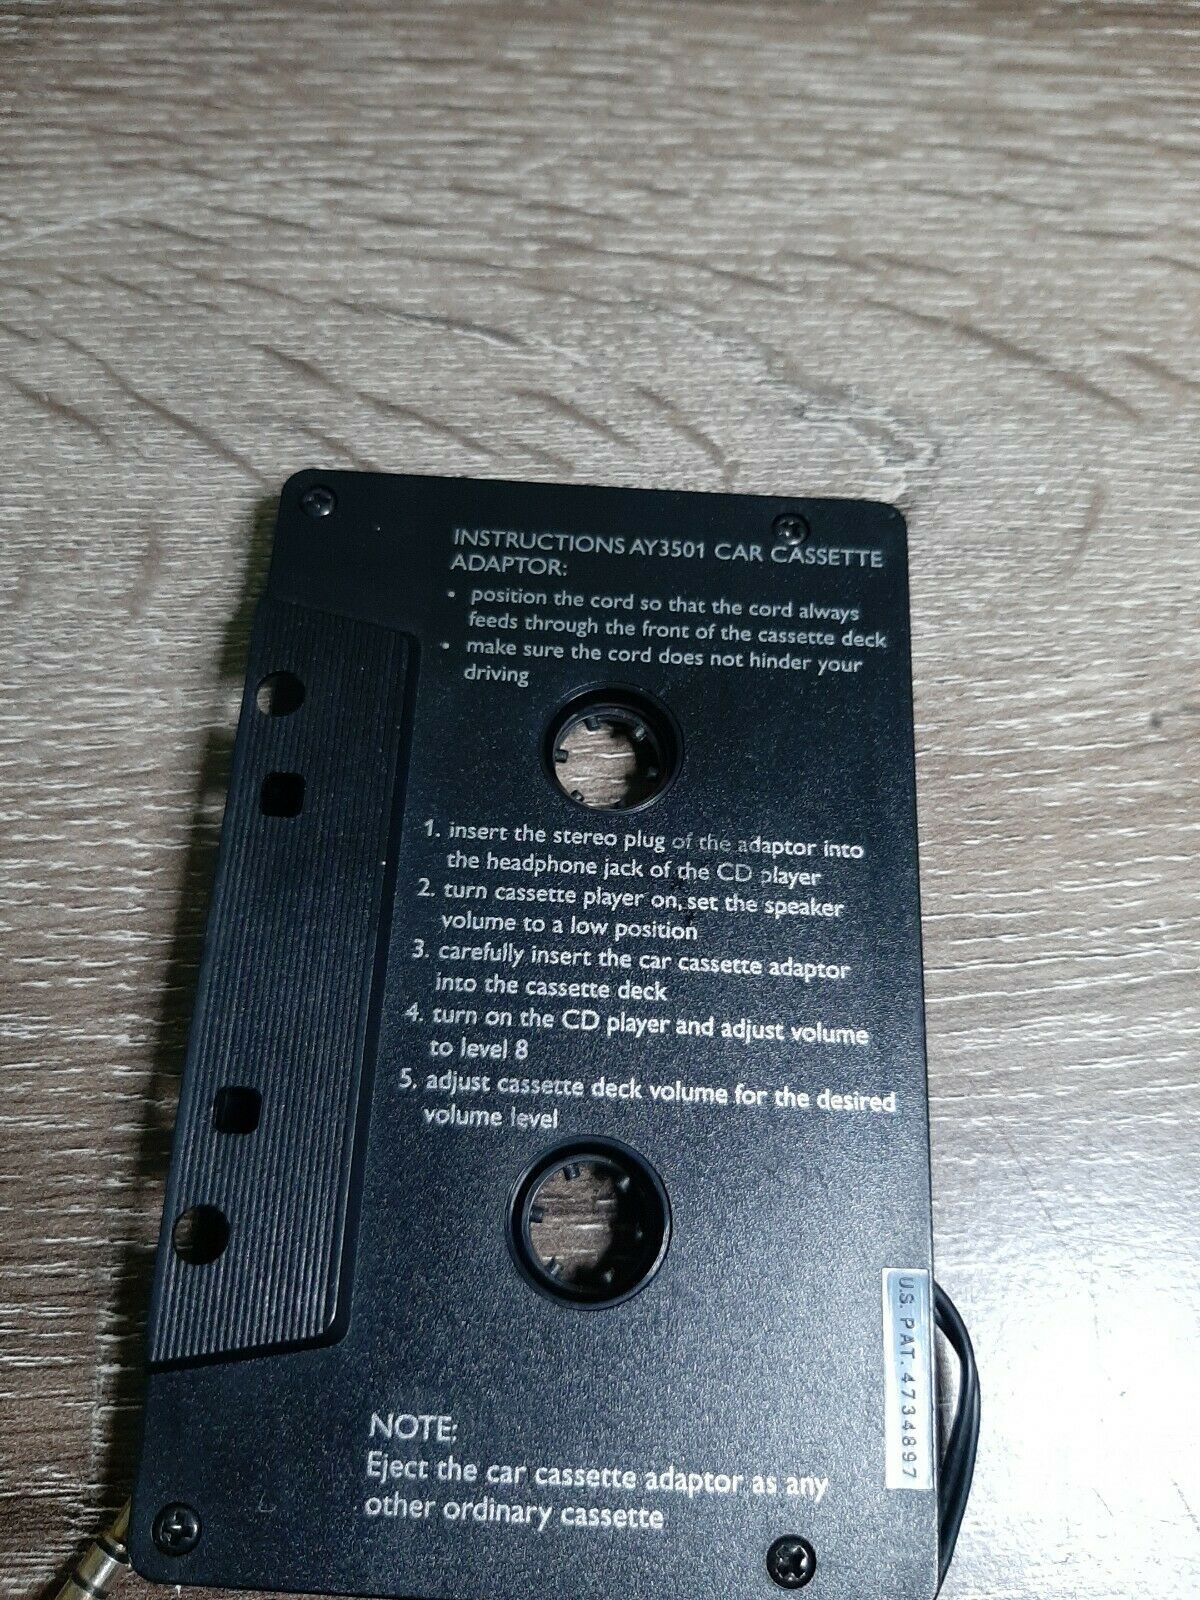 INSTRUCTIONS AY3501 CAR CASSETTE
ADAPTOR:
• position the cord so that the cord always
feeds through the front of the cassette deck
• make sure the cord does not hinder your
driving
1. insert the stereo plug of the adaptor into
the headphone jack of the CD player
2. turn cassette player on, set the speaker
volume to a low position
3. carefully insert the car cassette adaptor
into the cassette deck
4. turn on the CD player and adjust volume
to level 8
5. adjust cassette deck volume for the desired
volume level
U.S. PAT. 4734897
NOTE:
Eject the car cassette adaptor as any
other ordinary cassette